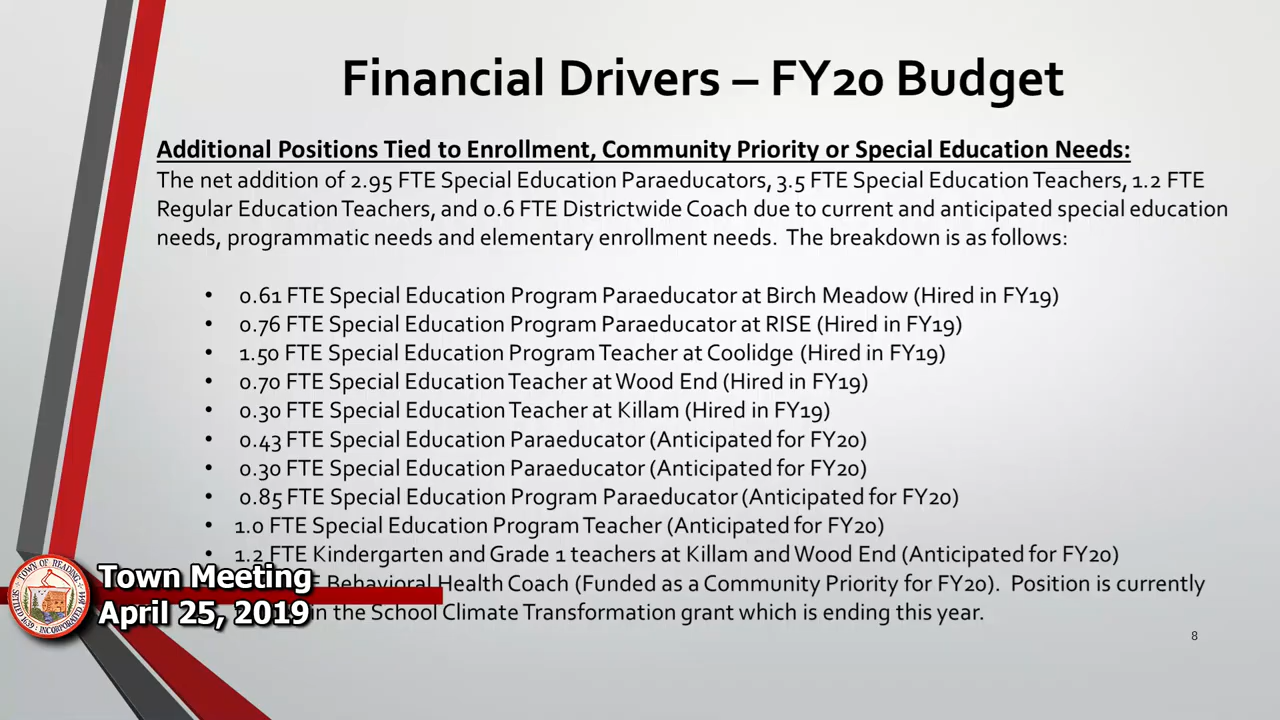 Financial Drivers – FY20 Budget
Additional Positions Tied to Enrollment, Community Priority or Special Education Needs:
The net addition of 2.95 FTE Special Education Paraeducators, 3.5 FTE Special Education Teachers, 1.2 FTE
Regular Education Teachers, and 0.6 FTE Districtwide Coach due to current and anticipated special education
needs, programmatic needs and elementary enrollment needs. The breakdown is as follows:
• 0.61 FTE Special Education Program Paraeducator at Birch Meadow (Hired in FY19)
• 0.76 FTE Special Education Program Paraeducator at RISE (Hired in FY19)
• 1.50 FTE Special Education Program Teacher at Coolidge (Hired in FY19)
• 0.70 FTE Special Education Teacher at Wood End (Hired in FY19)
• 0.30 FTE Special Education Teacher at Killam (Hired in FY19)
• 0.43 FTE Special Education Paraeducator (Anticipated for FY20)
• 0.30 FTE Special Education Paraeducator (Anticipated for FY20)
• 0.85 FTE Special Education Program Paraeducator (Anticipated for FY20)
• 1.0 FTE Special Education Program Teacher (Anticipated for FY20)
• 1.2 FTE Kindergarten and Grade 1 teachers at Killam and Wood End (Anticipated for FY20)
Behavioral Health Coach (Funded as a Community Priority for FY20). Position is currently
in the School Climate Transformation grant which is ending this year.
TOWN OF READING
SETTLED 1639 INCORPORATED 1644
Town Meeting
April 25, 2019
8